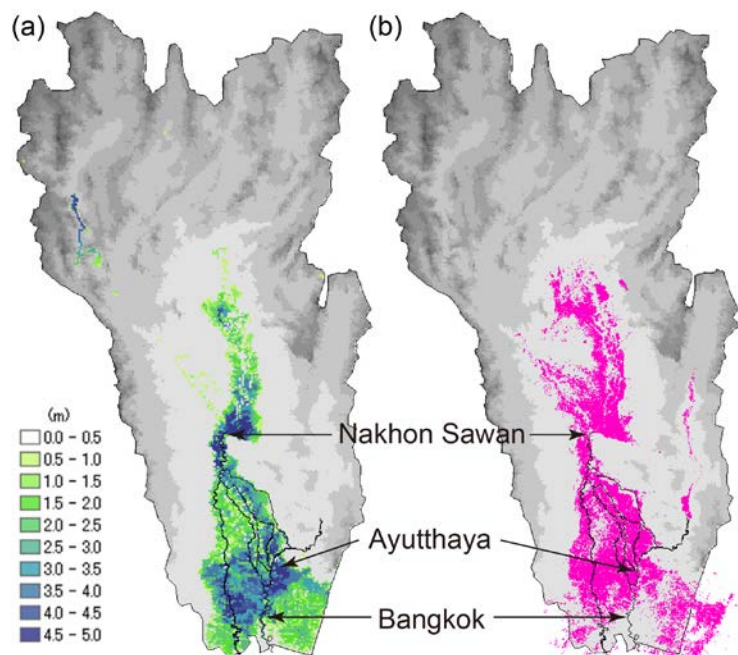 (a)
(b)
Nakhon Sawan
Ayutthaya
Bangkok
(m)
0.0 - 0.5
0.5 - 1.0
1.0 - 1.5
1.5 - 2.0
2.0 - 2.5
2.5 - 3.0
3.0 - 3.5
3.5 - 4.0
4.0 - 4.5
4.5 - 5.0